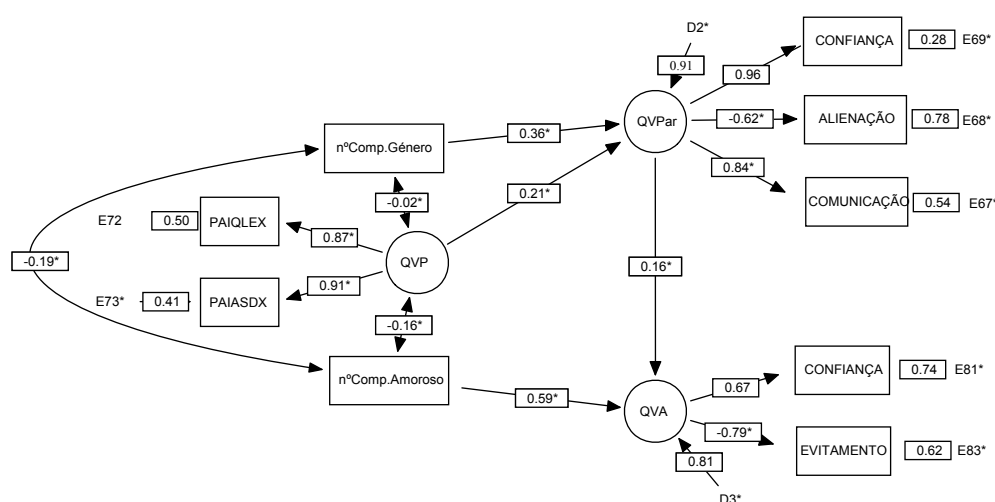 D2*
CONFIANÇA
0.28
E69*
0.91
0.96
QVPar
ALIENAÇÃO
0.78
E68*
-0.62*
nºComp.Género
0.36*
0.84*
COMUNICAÇÃO
0.54
E67*
0.21*
-0.02*
E72
0.50
PAIQLEX
0.87*
QVP
-0.19*
0.16*
E73*
0.41
PAIASDX
0.91*
-0.16*
nºComp.Amoroso
0.59*
CONFIANÇA
0.74
E81*
0.67
QVA
-0.79*
EVITAMENTO
0.62
E83*
0.81
D3*